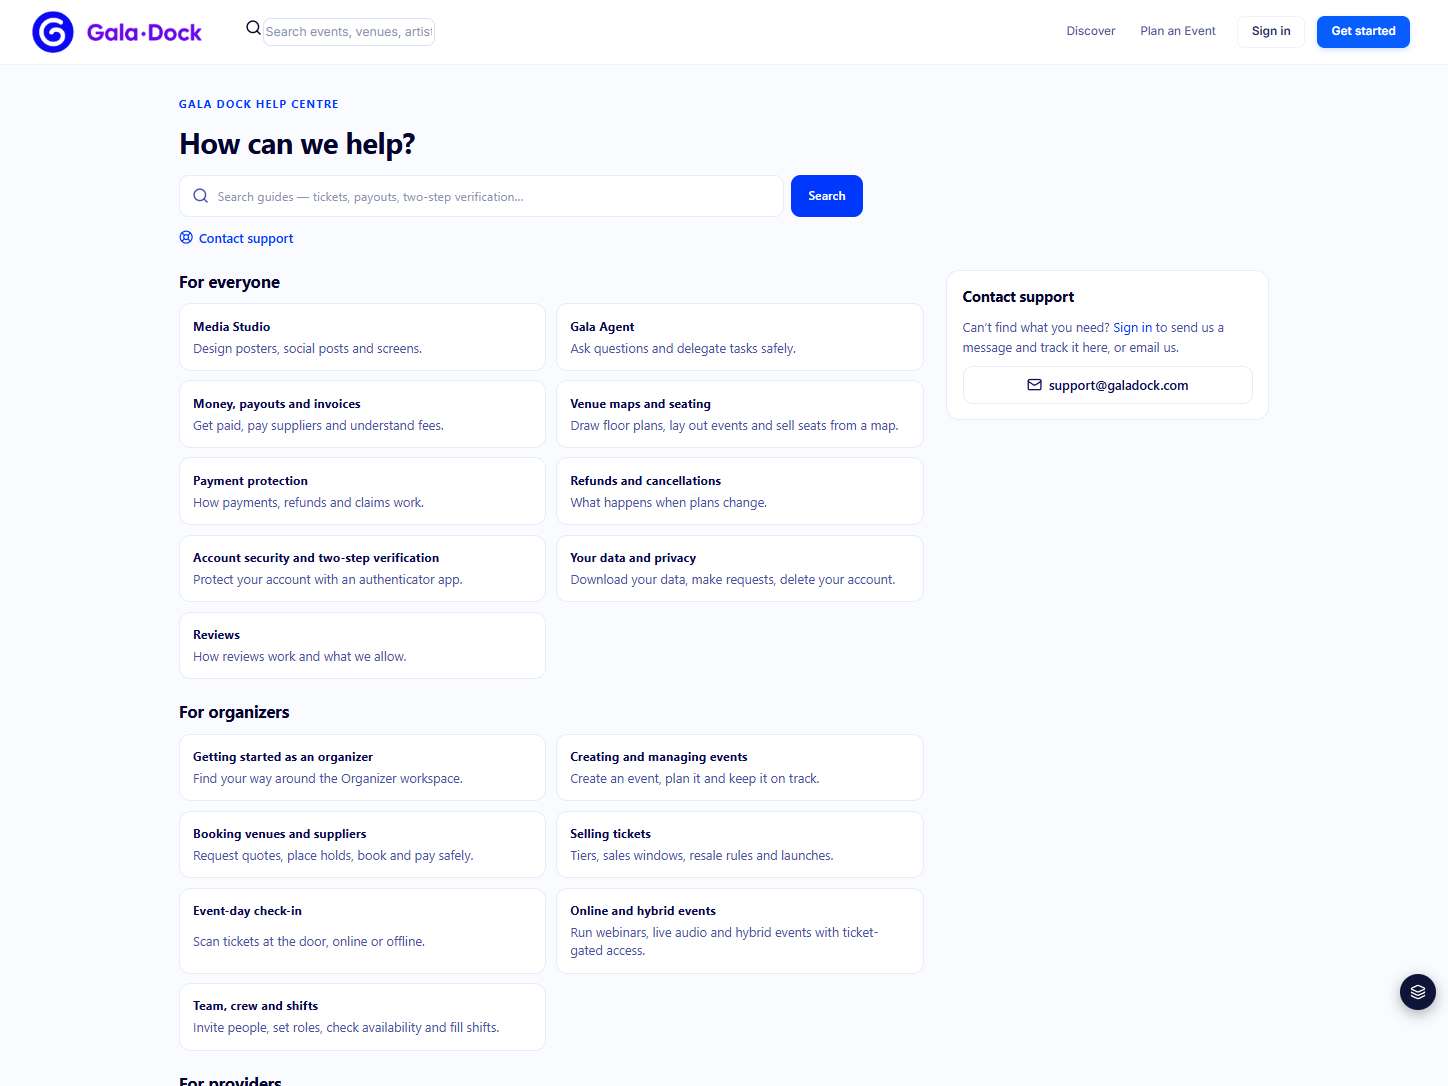 Gala·Dock
Search events, venues, artist
Discover
Plan an Event
Sign in
Get started
GALA DOCK HELP CENTRE
How can we help?
Search guides — tickets, payouts, two-step verification...
Search
Contact support
For everyone
Media Studio
Design posters, social posts and screens.
Gala Agent
Ask questions and delegate tasks safely.
Money, payouts and invoices
Get paid, pay suppliers and understand fees.
Venue maps and seating
Draw floor plans, lay out events and sell seats from a map.
Payment protection
How payments, refunds and claims work.
Refunds and cancellations
What happens when plans change.
Account security and two-step verification
Protect your account with an authenticator app.
Your data and privacy
Download your data, make requests, delete your account.
Reviews
How reviews work and what we allow.
Contact support
Can't find what you need? Sign in to send us a
message and track it here, or email us.
support@galadock.com
For organizers
Getting started as an organizer
Find your way around the Organizer workspace.
Creating and managing events
Create an event, plan it and keep it on track.
Booking venues and suppliers
Request quotes, place holds, book and pay safely.
Selling tickets
Tiers, sales windows, resale rules and launches.
Event-day check-in
Scan tickets at the door, online or offline.
Online and hybrid events
Run webinars, live audio and hybrid events with ticket-
gated access.
Team, crew and shifts
Invite people, set roles, check availability and fill shifts.
For providers